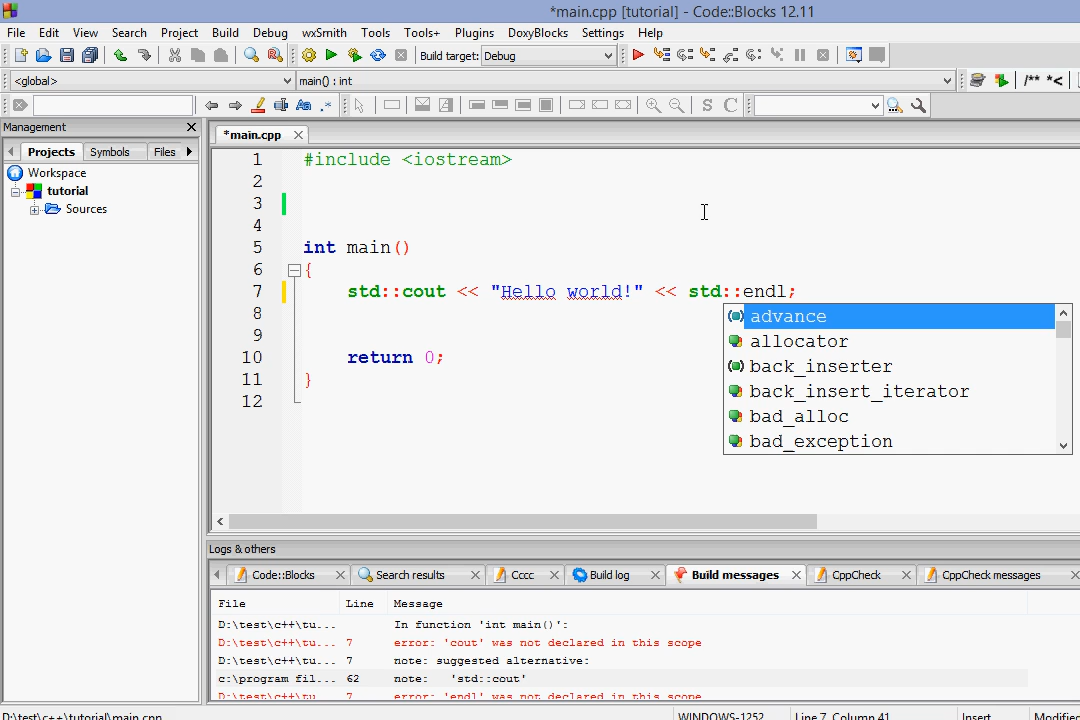 *main.cpp [tutorial] - Code::Blocks 12.11
File Edit View Search Project Build Debug wxSmith Tools Tools+ Plugins DoxyBlocks Settings Help
Build target: Debug
<global> main() : int
/** *<
Aa .*
S C
Management
*main.cpp
Projects Symbols Files
Workspace
tutorial
Sources
1 #include <iostream>
2
3
4
5 int main()
6 {
7 std::cout << "Hello world!" << std::endl;
8
9
10 return 0;
11 }
12
advance
allocator
back_inserter
back_insert_iterator
bad_alloc
bad_exception
Logs & others
Code::Blocks Search results Cccc Build log Build messages CppCheck CppCheck messages
File Line Message
D:\test\c++\tu... In function 'int main()':
D:\test\c++\tu... 7 error: 'cout' was not declared in this scope
D:\test\c++\tu... 7 note: suggested alternative:
c:\program fil... 62 note: 'std::cout'
D:\test\c++\tu... 7 error: 'endl' was not declared in this scope
D:\test\c++\tutorial\main.cpp WINDOWS-1252 Line 7, Column 41 Insert Modified